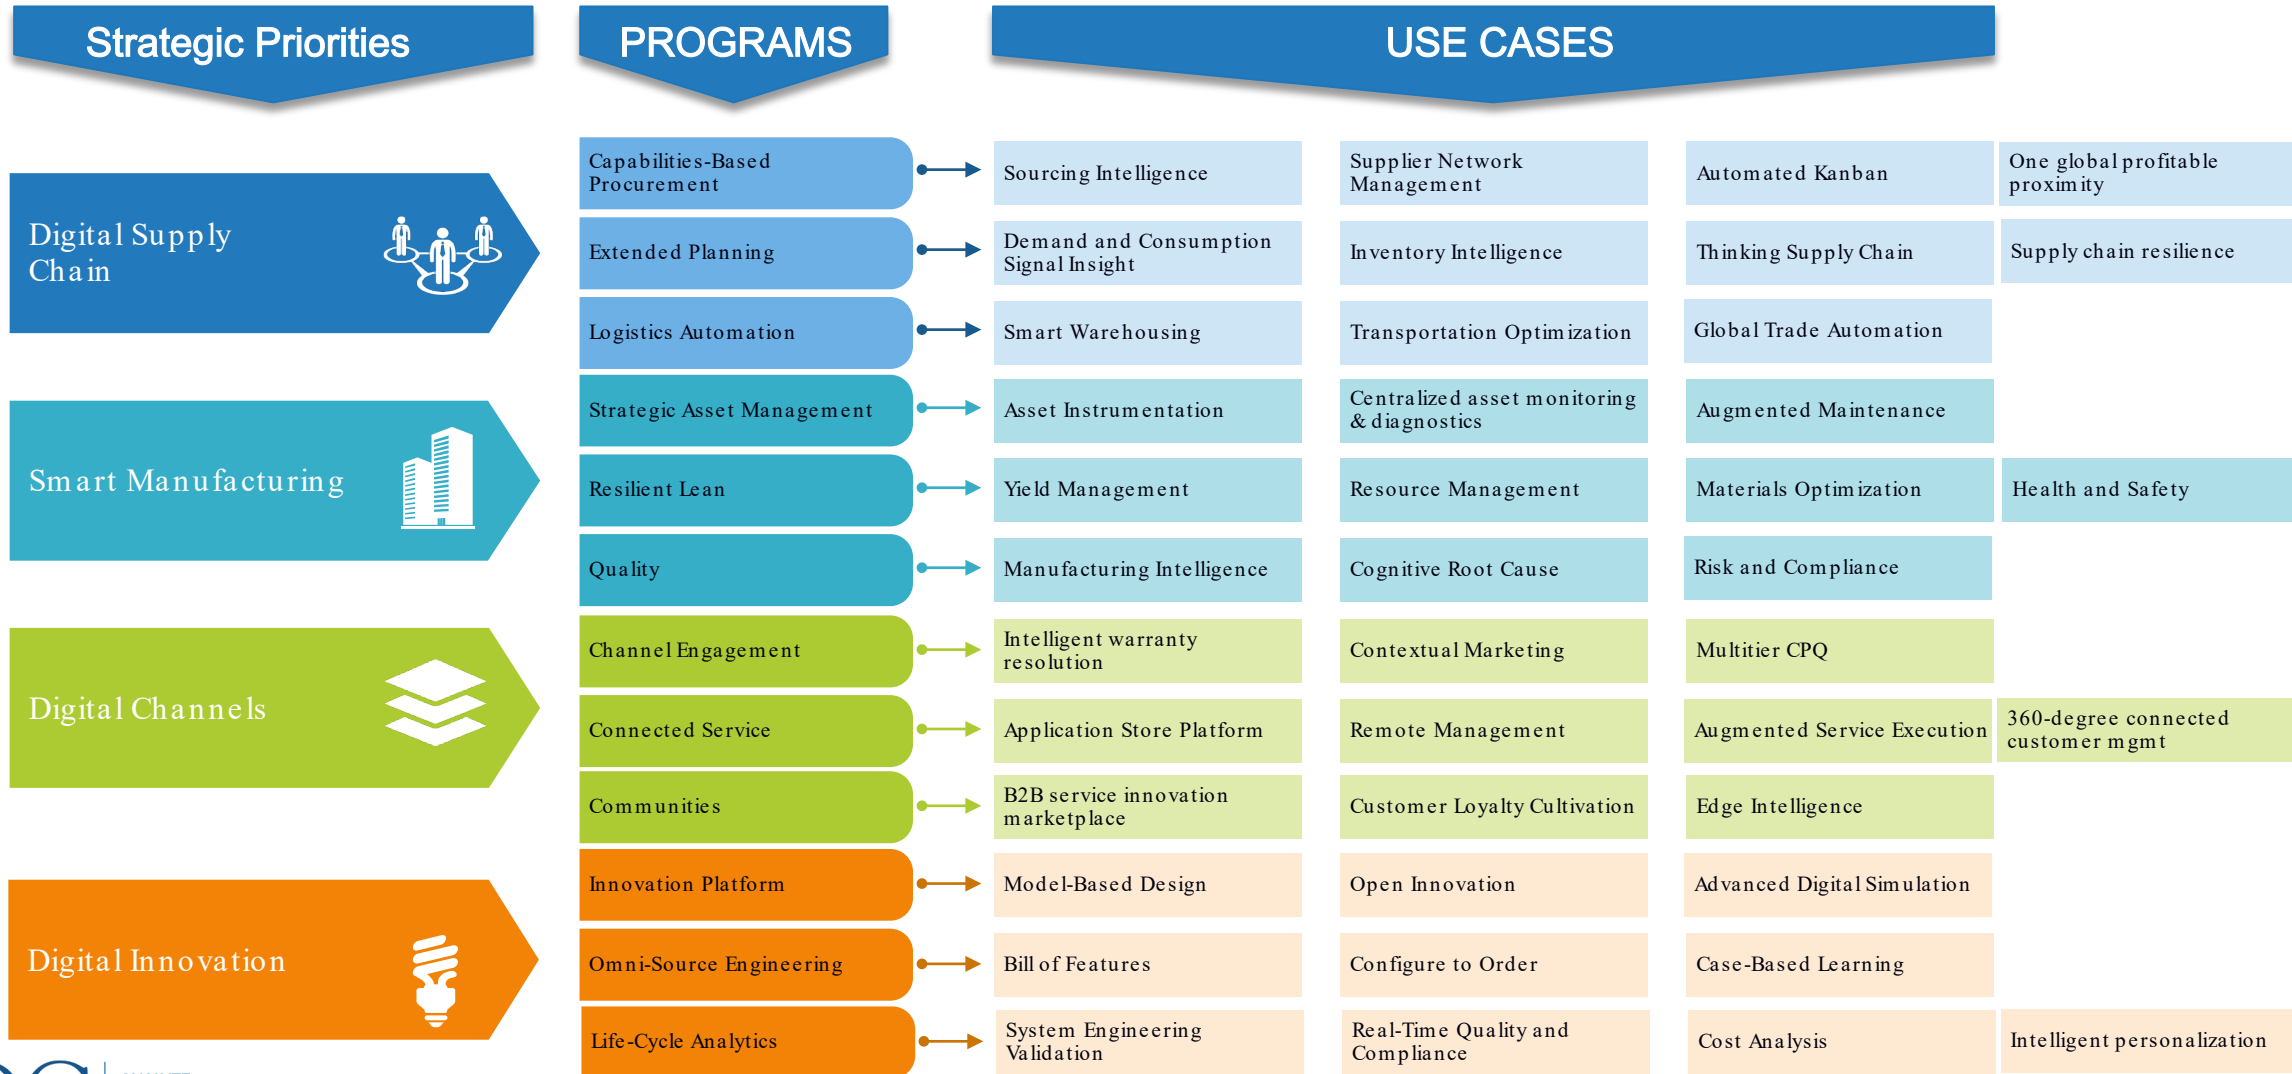 Strategic Priorities
PROGRAMS
USE CASES
Digital Supply
Chain
Capabilities-Based
Procurement
Sourcing Intelligence
Supplier Network
Management
Automated Kanban
One global profitable
proximity
Extended Planning
Demand and Consumption
Signal Insight
Inventory Intelligence
Thinking Supply Chain
Supply chain resilience
Logistics Automation
Smart Warehousing
Transportation Optimization
Global Trade Automation
Smart Manufacturing
Strategic Asset Management
Asset Instrumentation
Centralized asset monitoring
& diagnostics
Augmented Maintenance
Resilient Lean
Yield Management
Resource Management
Materials Optimization
Health and Safety
Quality
Manufacturing Intelligence
Cognitive Root Cause
Risk and Compliance
Digital Channels
Channel Engagement
Intelligent warranty
resolution
Contextual Marketing
Multitier CPQ
Connected Service
Application Store Platform
Remote Management
Augmented Service Execution
360-degree connected
customer mgmt
Communities
B2B service innovation
marketplace
Customer Loyalty Cultivation
Edge Intelligence
Digital Innovation
Innovation Platform
Model-Based Design
Open Innovation
Advanced Digital Simulation
Omni-Source Engineering
Bill of Features
Configure to Order
Case-Based Learning
Life-Cycle Analytics
System Engineering
Validation
Real-Time Quality and
Compliance
Cost Analysis
Intelligent personalization